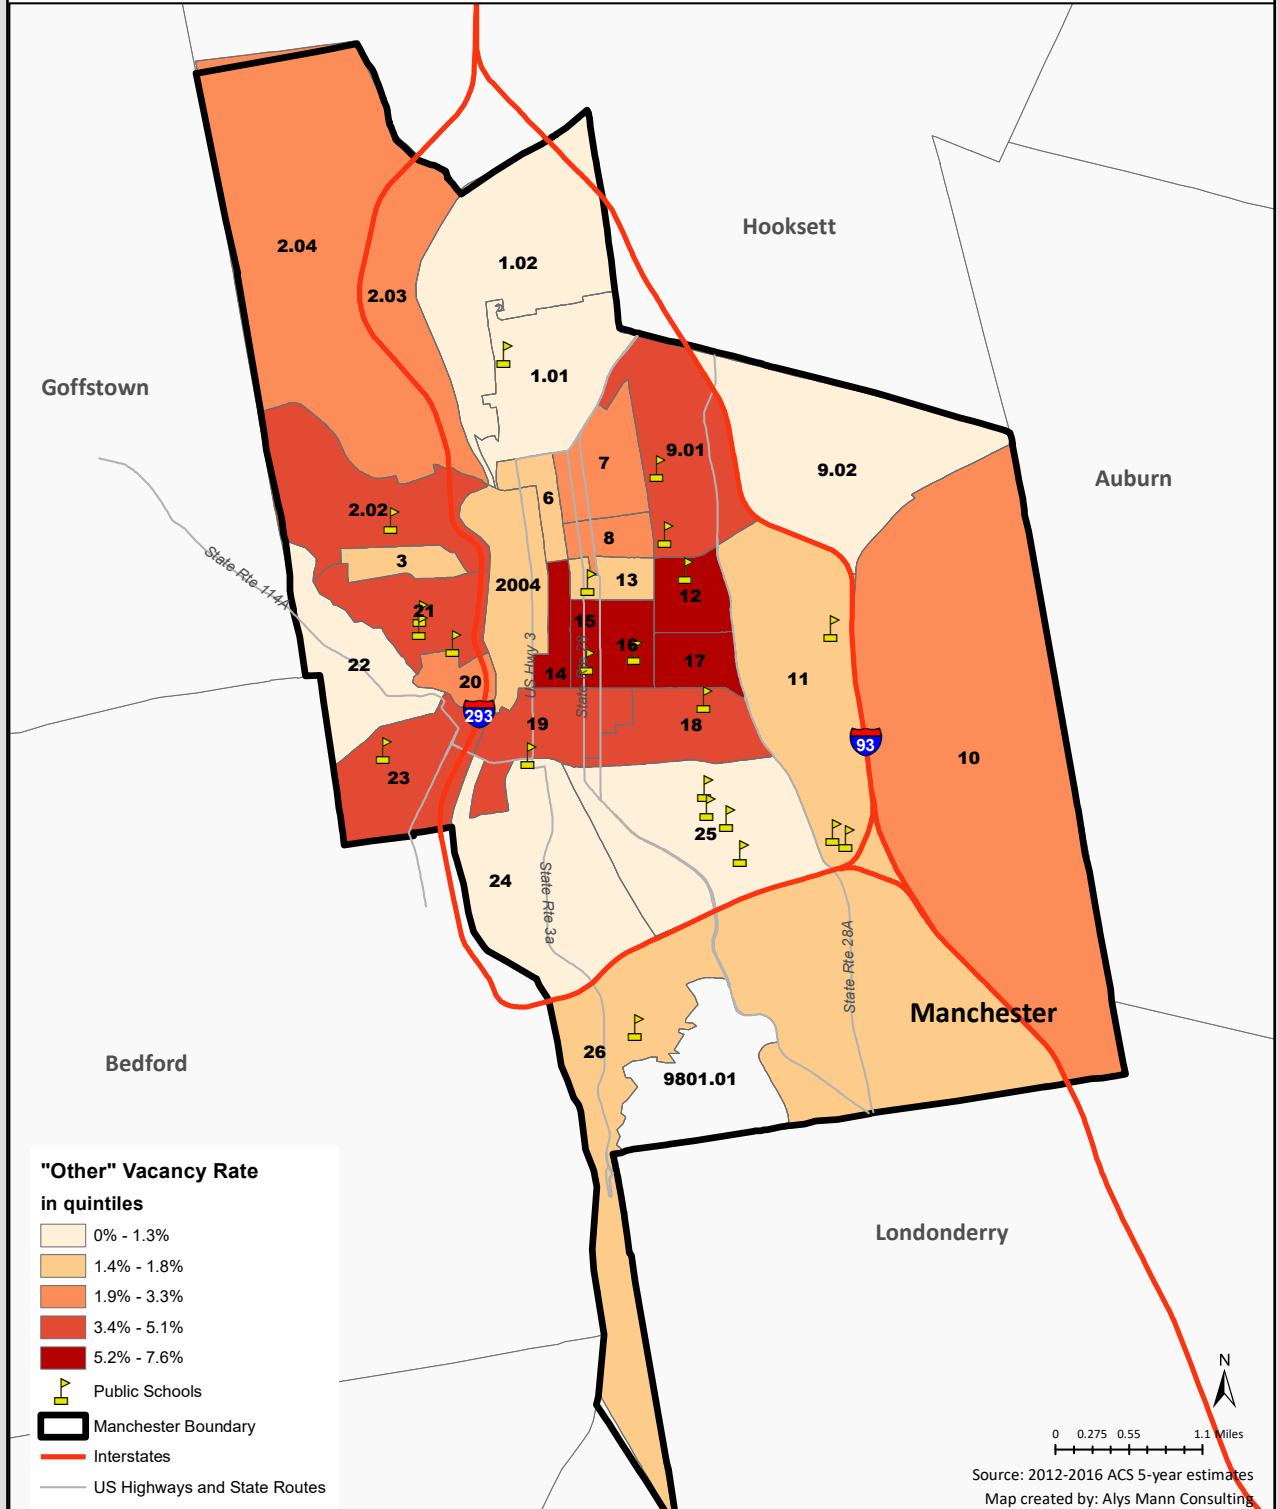 Hooksett
2.04
1.02
2.03
Goffstown
1.01
9.01
7
9.02
Auburn
6
2.02
8
3
State Rte 114A
2004
13
12
21
15
16
US Hwy 3
State Rte 28
22
14
17
20
11
293
19
18
93
10
23
25
24
State Rte 3a
State Rte 28A
Manchester
26
Bedford
9801.01
Londonderry
"Other" Vacancy Rate
in quintiles
0% - 1.3%
1.4% - 1.8%
1.9% - 3.3%
3.4% - 5.1%
5.2% - 7.6%
Public Schools
Manchester Boundary
Interstates
US Highways and State Routes
N
0 0.275 0.55 1.1 Miles
Source: 2012-2016 ACS 5-year estimates
Map created by: Alys Mann Consulting